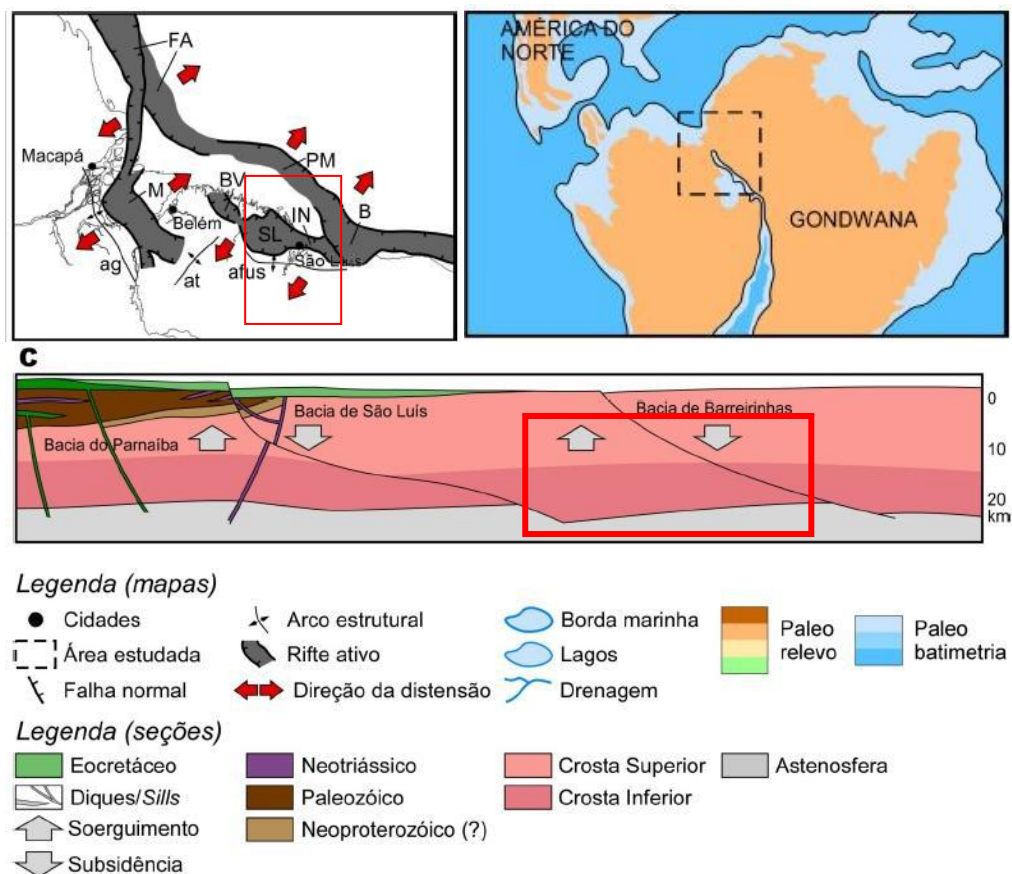 FA
Macapá
M
Belém
BV
PM
IN
B
SL
São Luís
ag
at
afus
AMÉRICA DO
NORTE
GONDWANA
C
Bacia de São Luís
Bacia de Barreirinhas
Bacia do Parnaíba
0
10
20
km
Legenda (mapas)
Cidades
Área estudada
Falha normal
Arco estrutural
Rifte ativo
Direção da distensão
Borda marinha
Lagos
Drenagem
Paleo
relevo
Paleo
batimetria
Legenda (seções)
Eocretáceo
Diques/Sills
Soerguimento
Subsidência
Neotriássico
Paleozóico
Neoproterozóico (?)
Crosta Superior
Crosta Inferior
Astenosfera